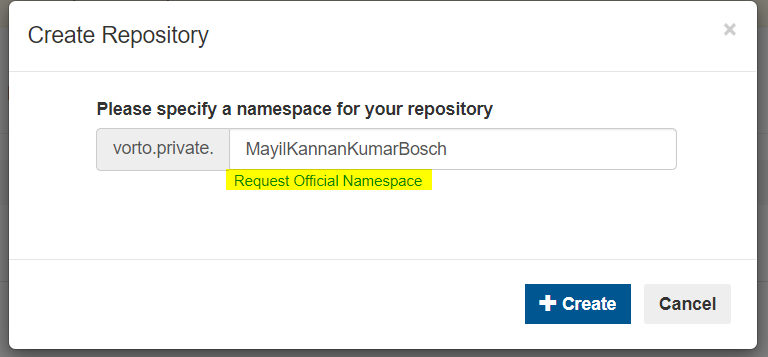 Create Repository
×
Please specify a namespace for your repository
vorto.private. MayilKannanKumarBosch
Request Official Namespace
Create Cancel